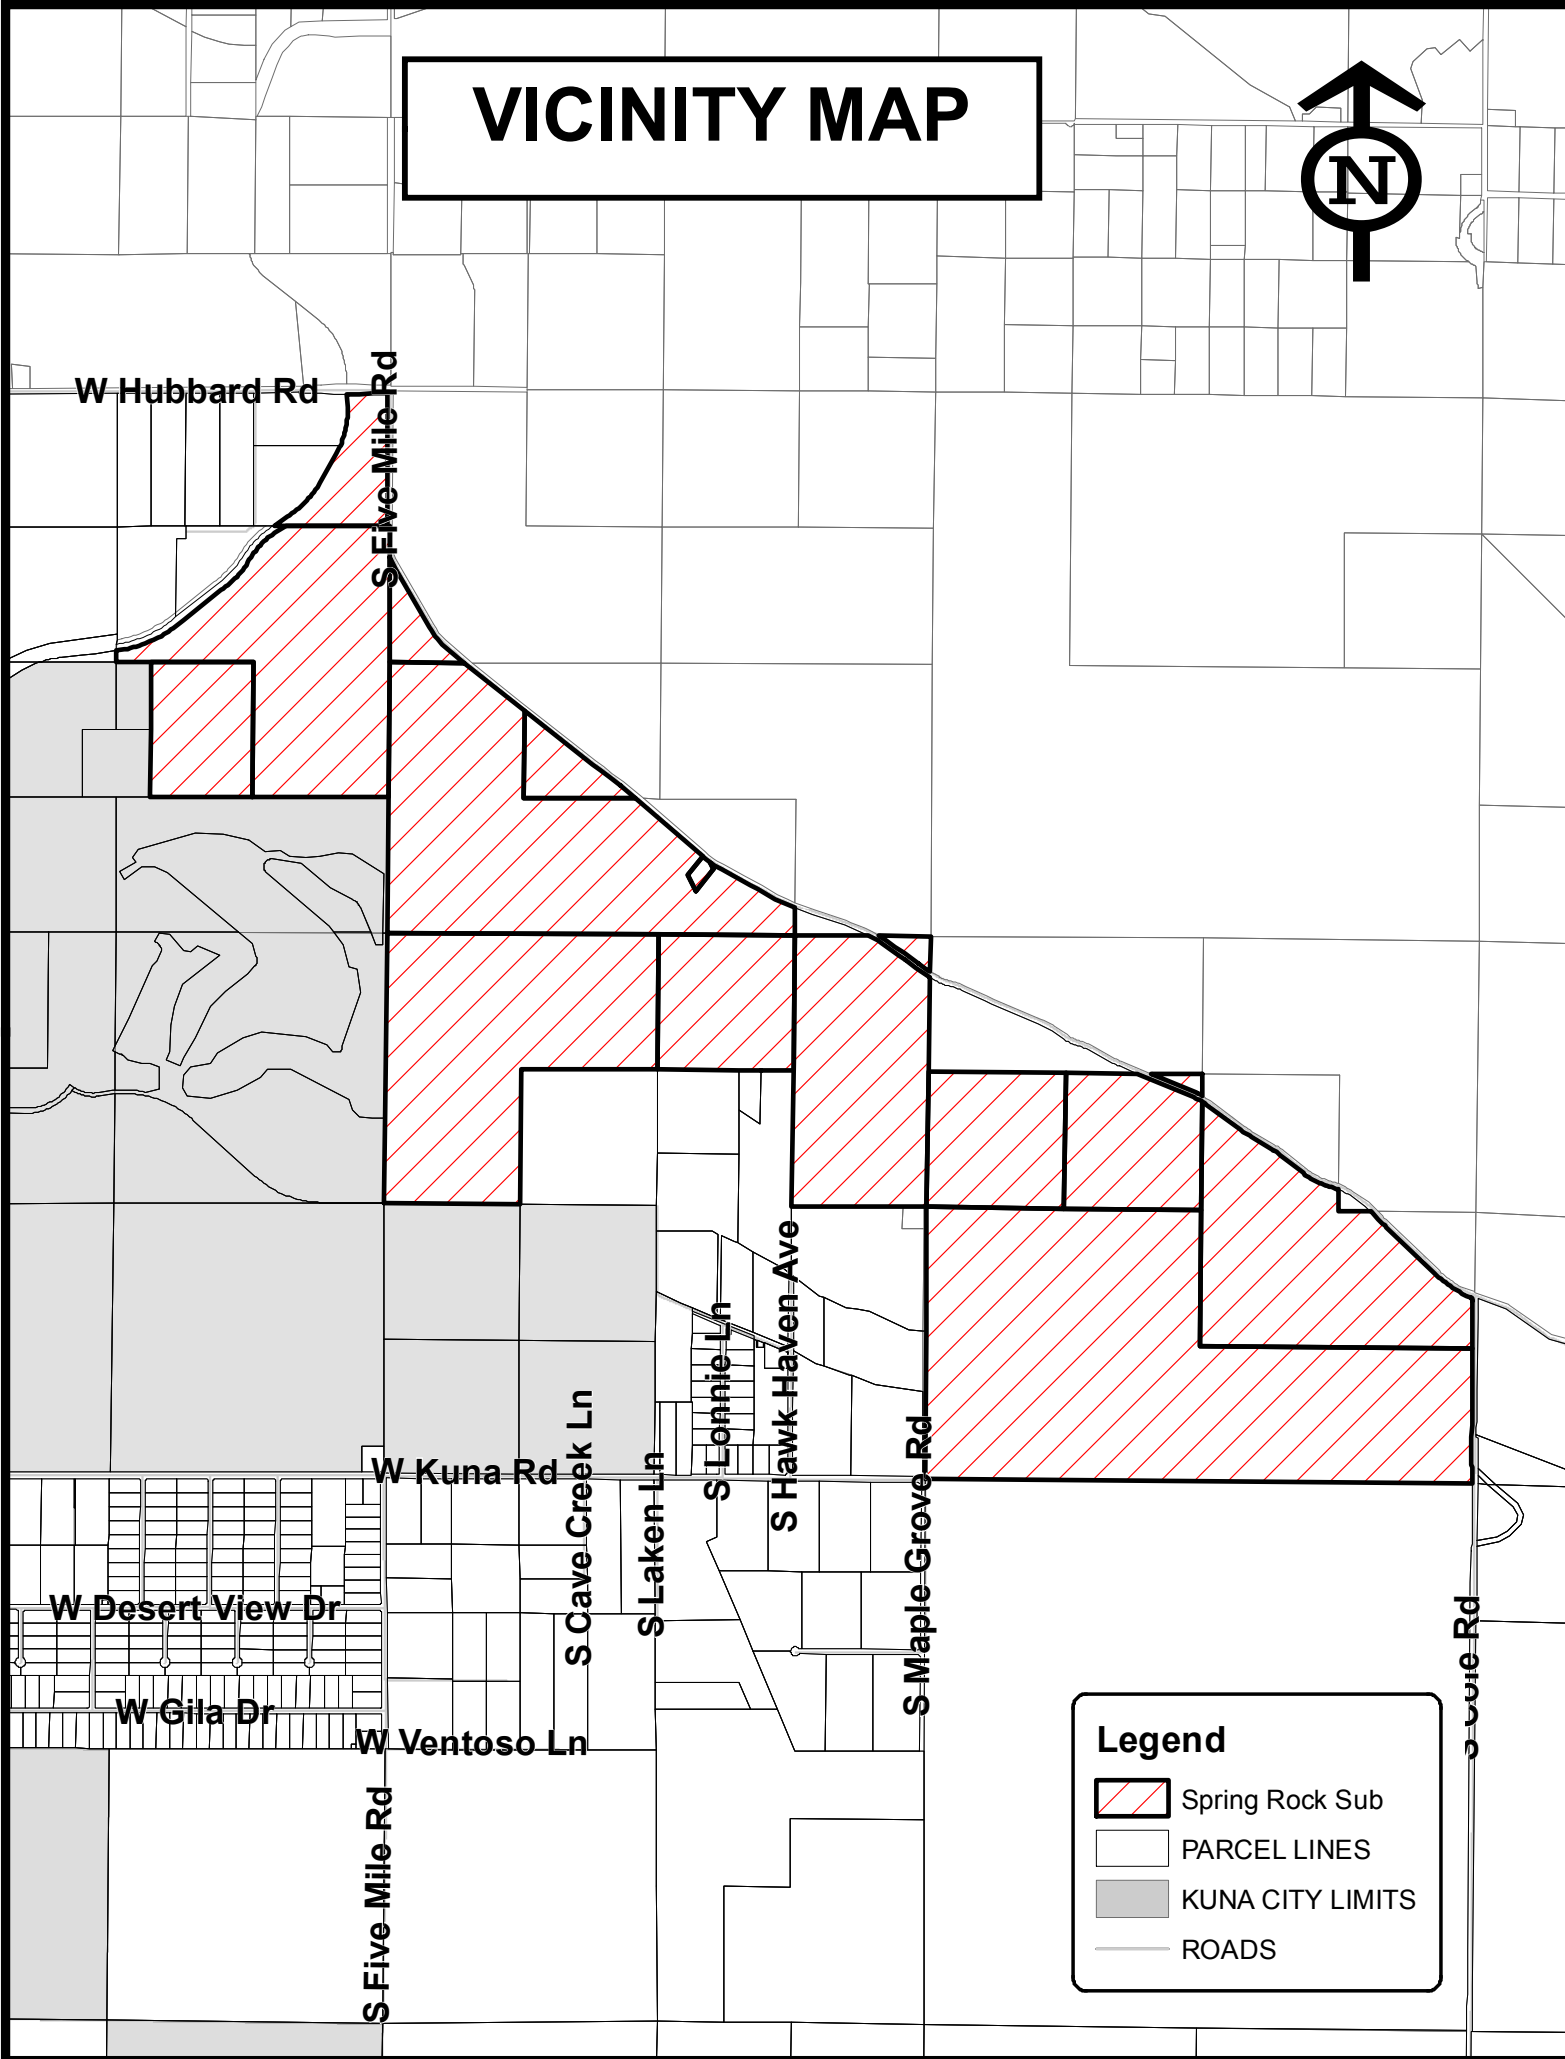 VICINITY MAP
N
W Hubbard Rd
S Five Mile Rd
S Hawk Haven Ave
S Lonnie Ln
S Cave Creek Ln
S Laken Ln
S Maple Grove Rd
W Kuna Rd
W Desert View Dr
S Cole Rd
W Gila Dr
W Ventoso Ln
S Five Mile Rd
Legend
Spring Rock Sub
PARCEL LINES
KUNA CITY LIMITS
ROADS